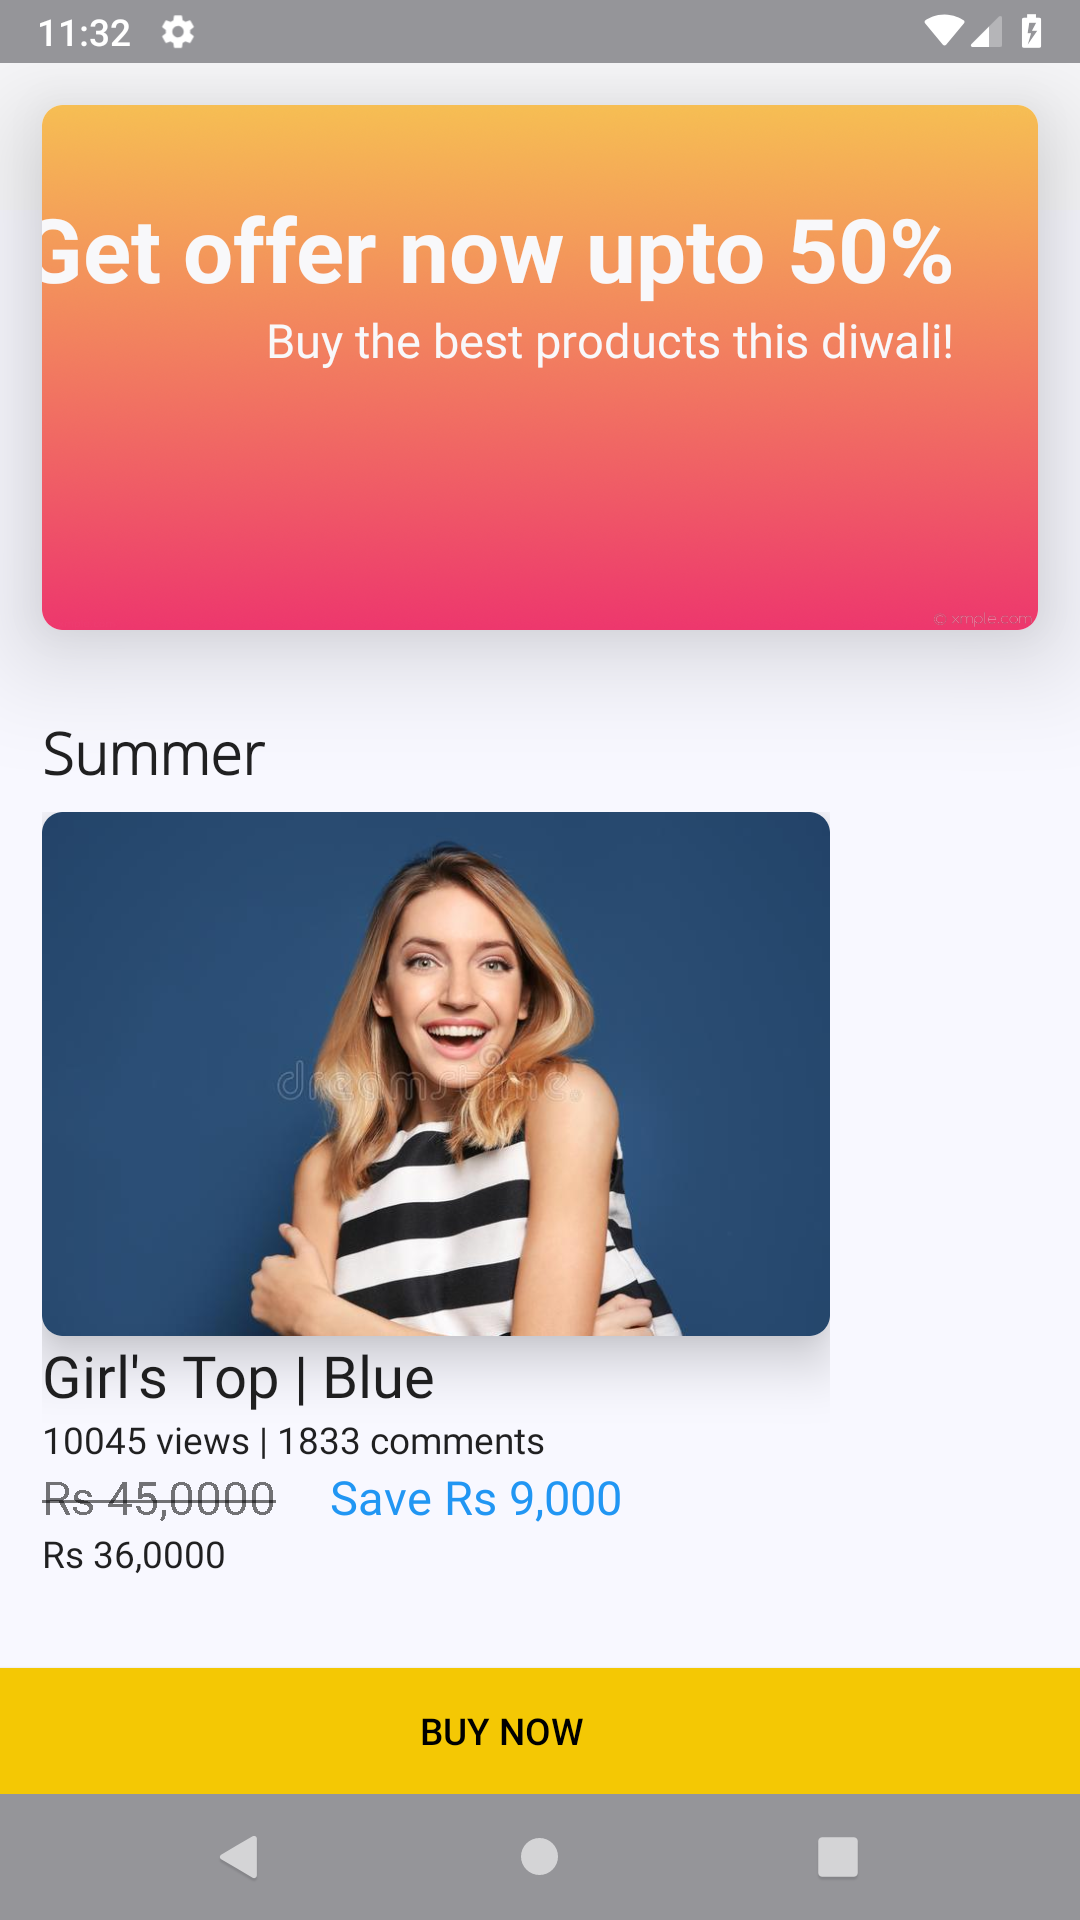 11:32
Get offer now upto 50%
Buy the best products this diwali!
© xmple.com
Summer
dreamstime.
Girl's Top | Blue
10045 views | 1833 comments
Rs 45,0000 Save Rs 9,000
Rs 36,0000
BUY NOW